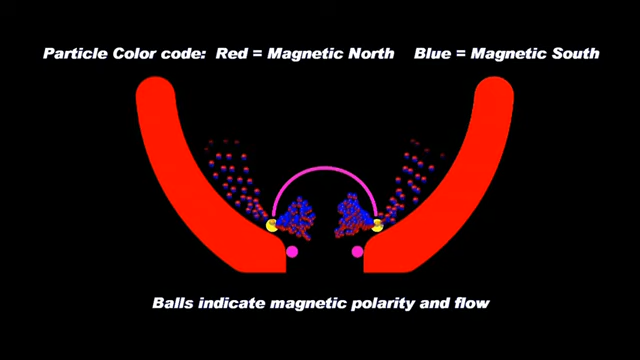 Particle Color code: Red = Magnetic North Blue = Magnetic South
Balls indicate magnetic polarity and flow